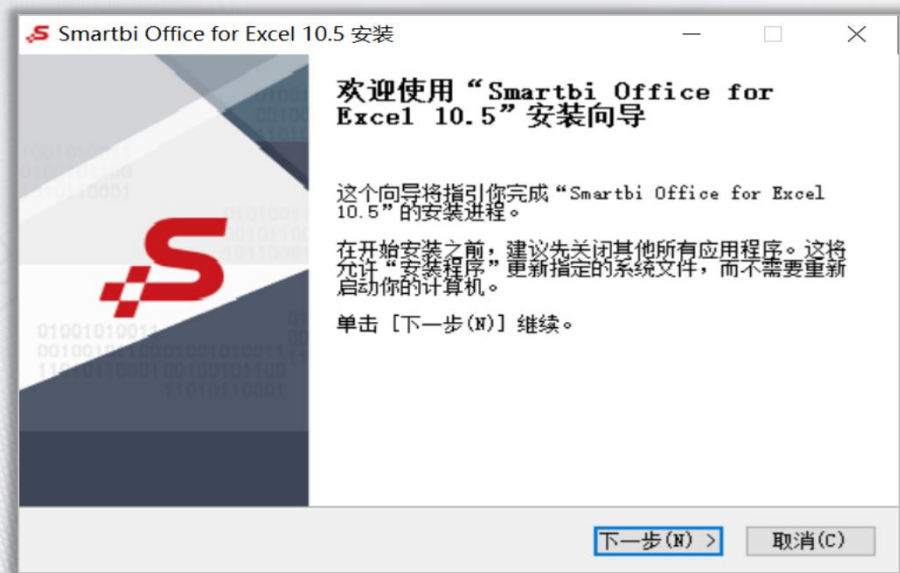 Smartbi Office for Excel 10.5 安装
欢迎使用“Smartbi Office for
Excel 10.5”安装向导
这个向导将指引你完成“Smartbi Office for Excel
10.5”的安装进程。
在开始安装之前，建议先关闭其他所有应用程序。这将
允许“安装程序”更新指定的系统文件，而不需要重新
启动你的计算机。
单击 [下一步(N)] 继续。
下一步(N) >
取消(C)